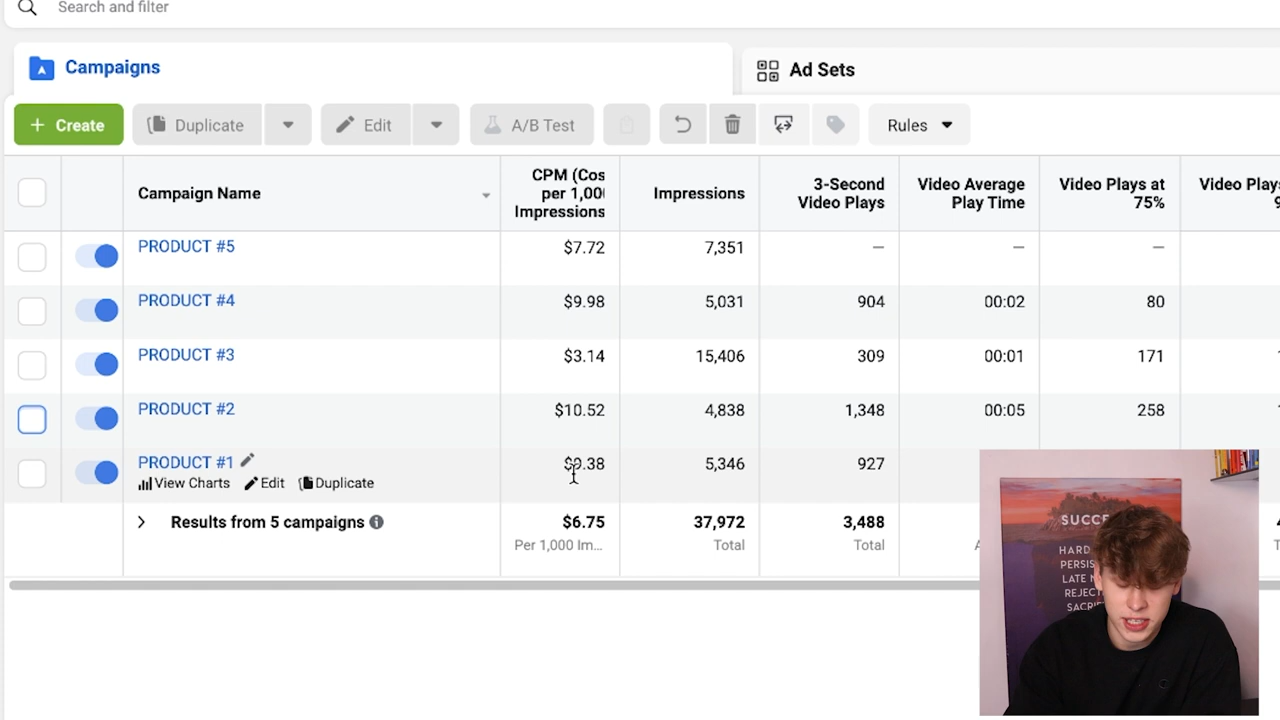 Search and filter
Campaigns
Ad Sets
+ Create
Duplicate
Edit
A/B Test
Rules
Campaign Name
CPM (Cos
per 1,00
Impressions
Impressions
3-Second
Video Plays
Video Average
Play Time
Video Plays at
75%
Video Plays
9
PRODUCT #5
$7.72
7,351
—
—
—
PRODUCT #4
$9.98
5,031
904
00:02
80
PRODUCT #3
$3.14
15,406
309
00:01
171
PRODUCT #2
$10.52
4,838
1,348
00:05
258
PRODUCT #1
View Charts
Edit
Duplicate
5,346
927
Results from 5 campaigns
$6.75
37,972
3,488
Per 1,000 Im...
Total
Total
SUCCE
HARD
PERSIS
LATE N
REJECT
SACRI